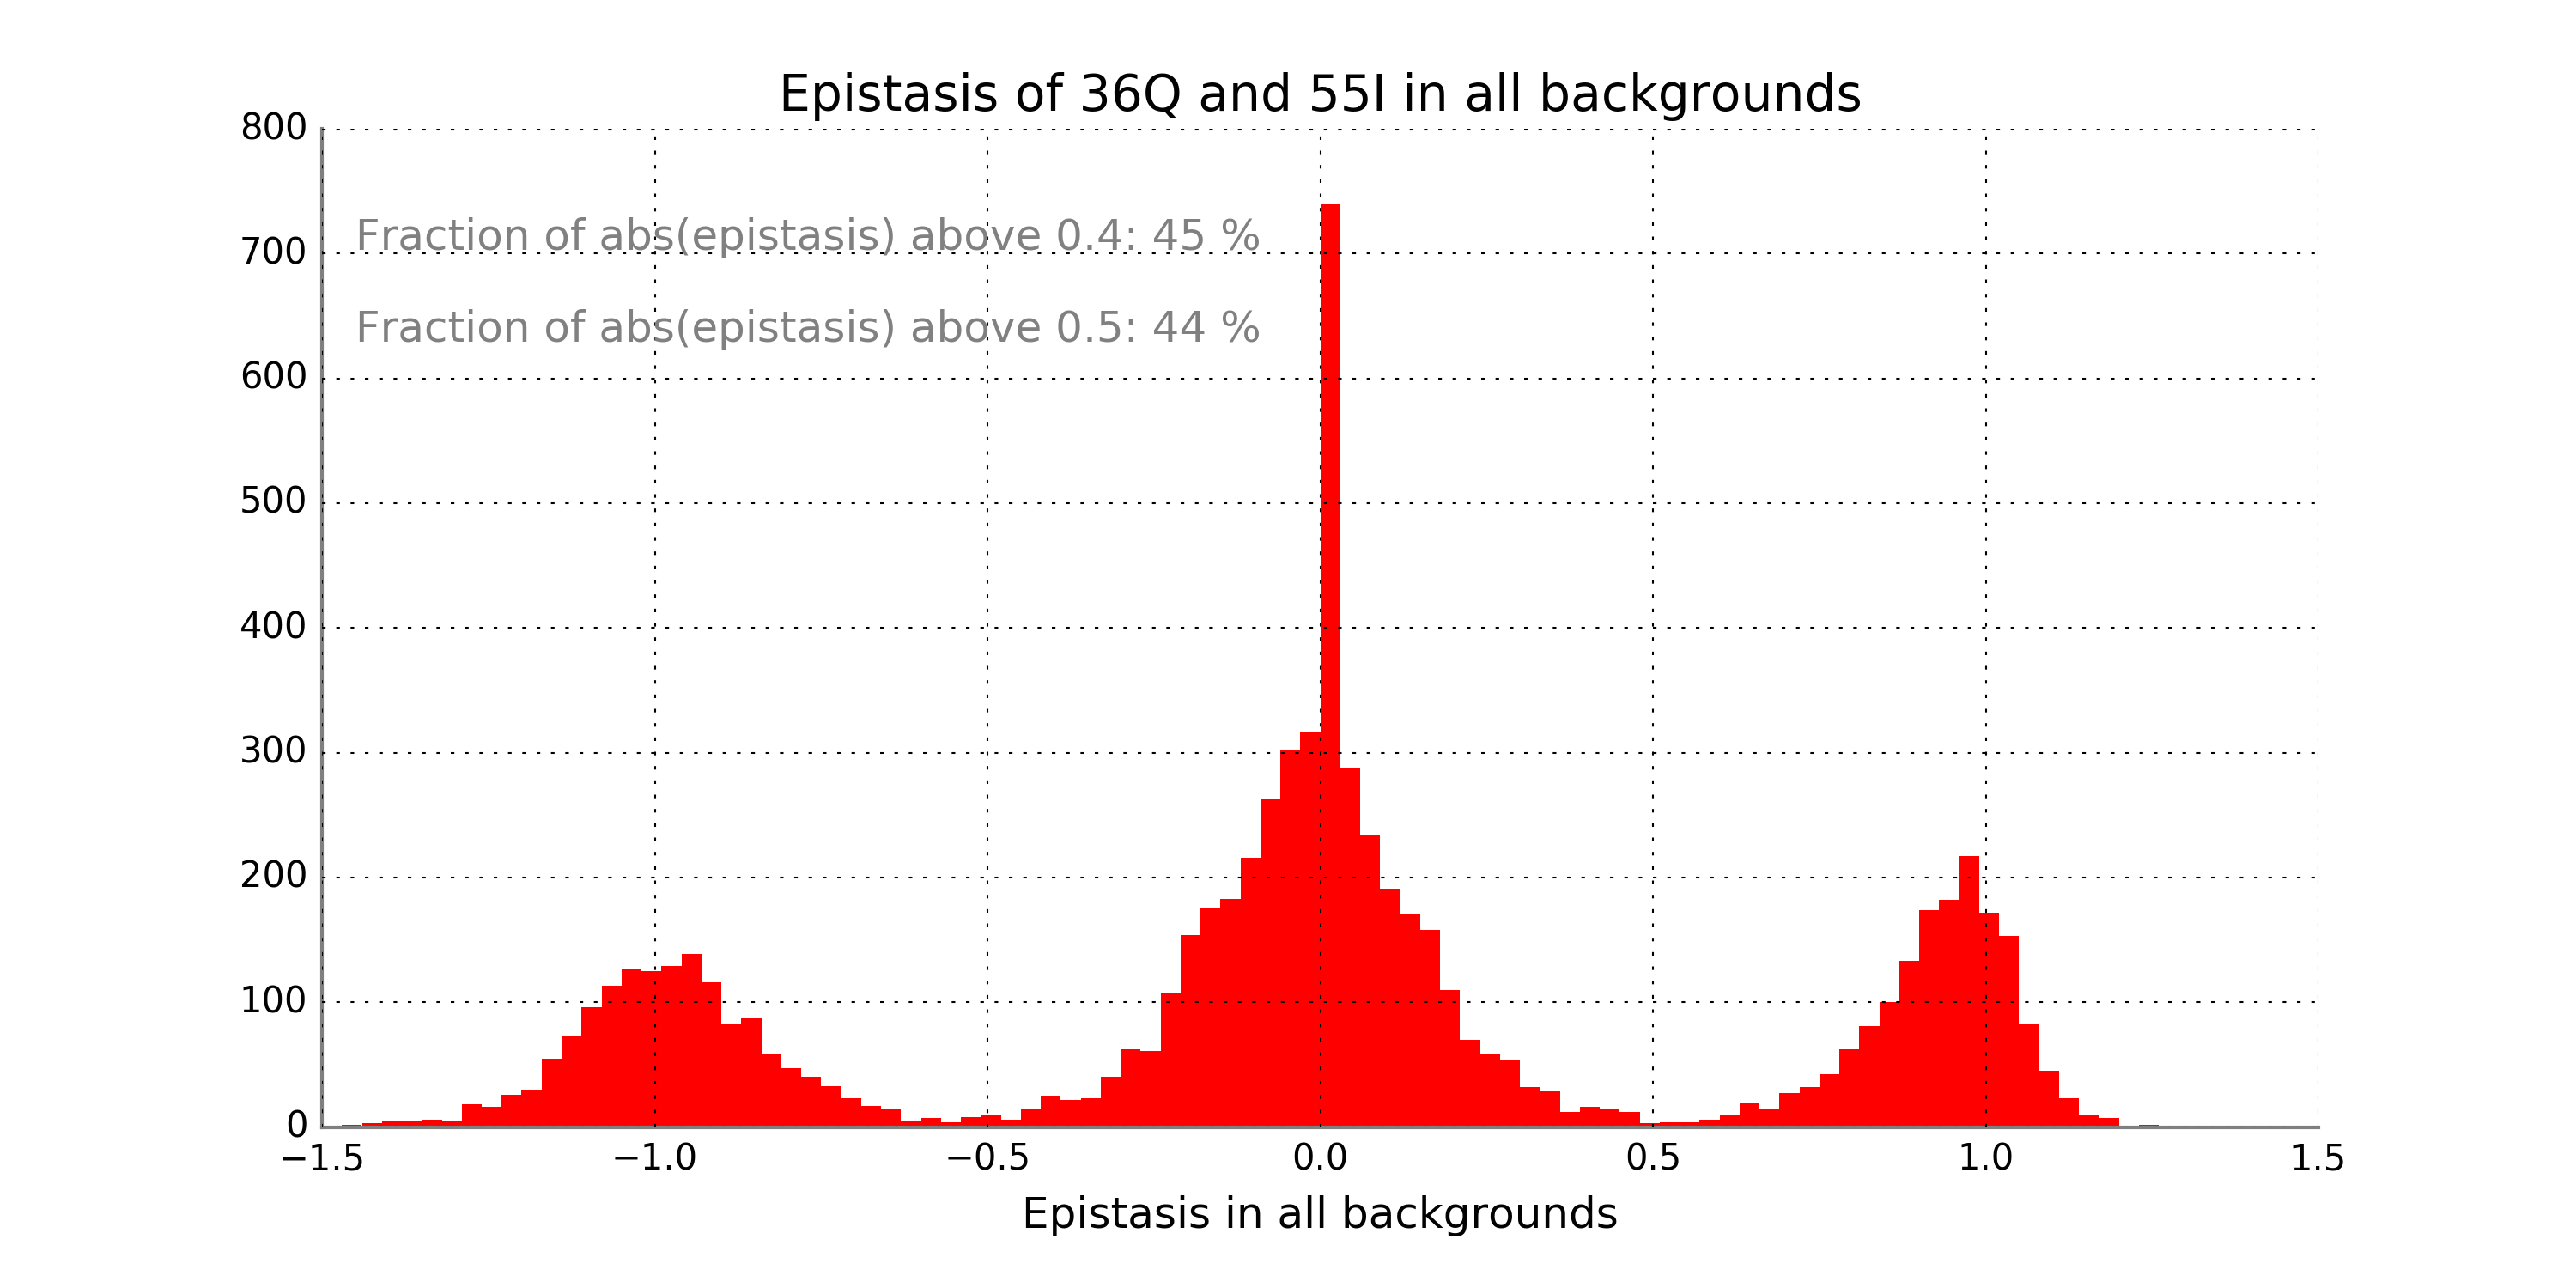 Epistasis of 36Q and 55I in all backgrounds
800
700
600
500
400
300
200
100
0
Fraction of abs(epistasis) above 0.4: 45 %
Fraction of abs(epistasis) above 0.5: 44 %
−1.5 −1.0 −0.5 0.0 0.5 1.0 1.5
Epistasis in all backgrounds